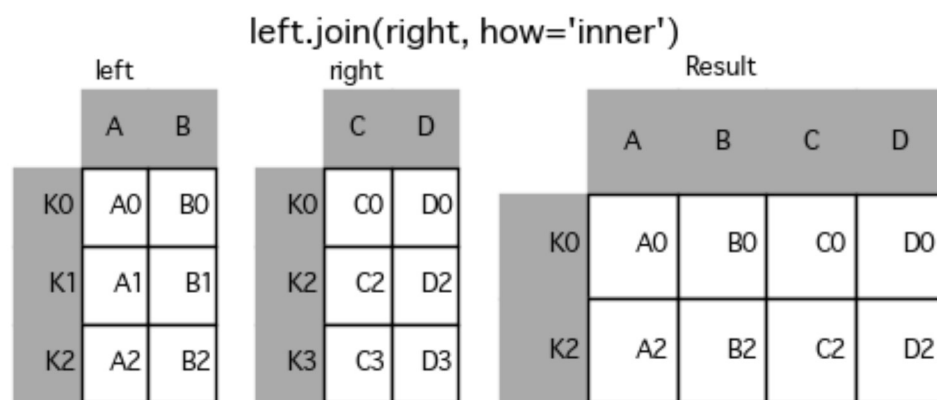 left.join(right, how='inner')
left right Result
A B C D A B C D
K0 A0 B0 K0 C0 D0 K0 A0 B0 C0 D0
K1 A1 B1 K2 C2 D2
K2 A2 B2 K3 C3 D3 K2 A2 B2 C2 D2